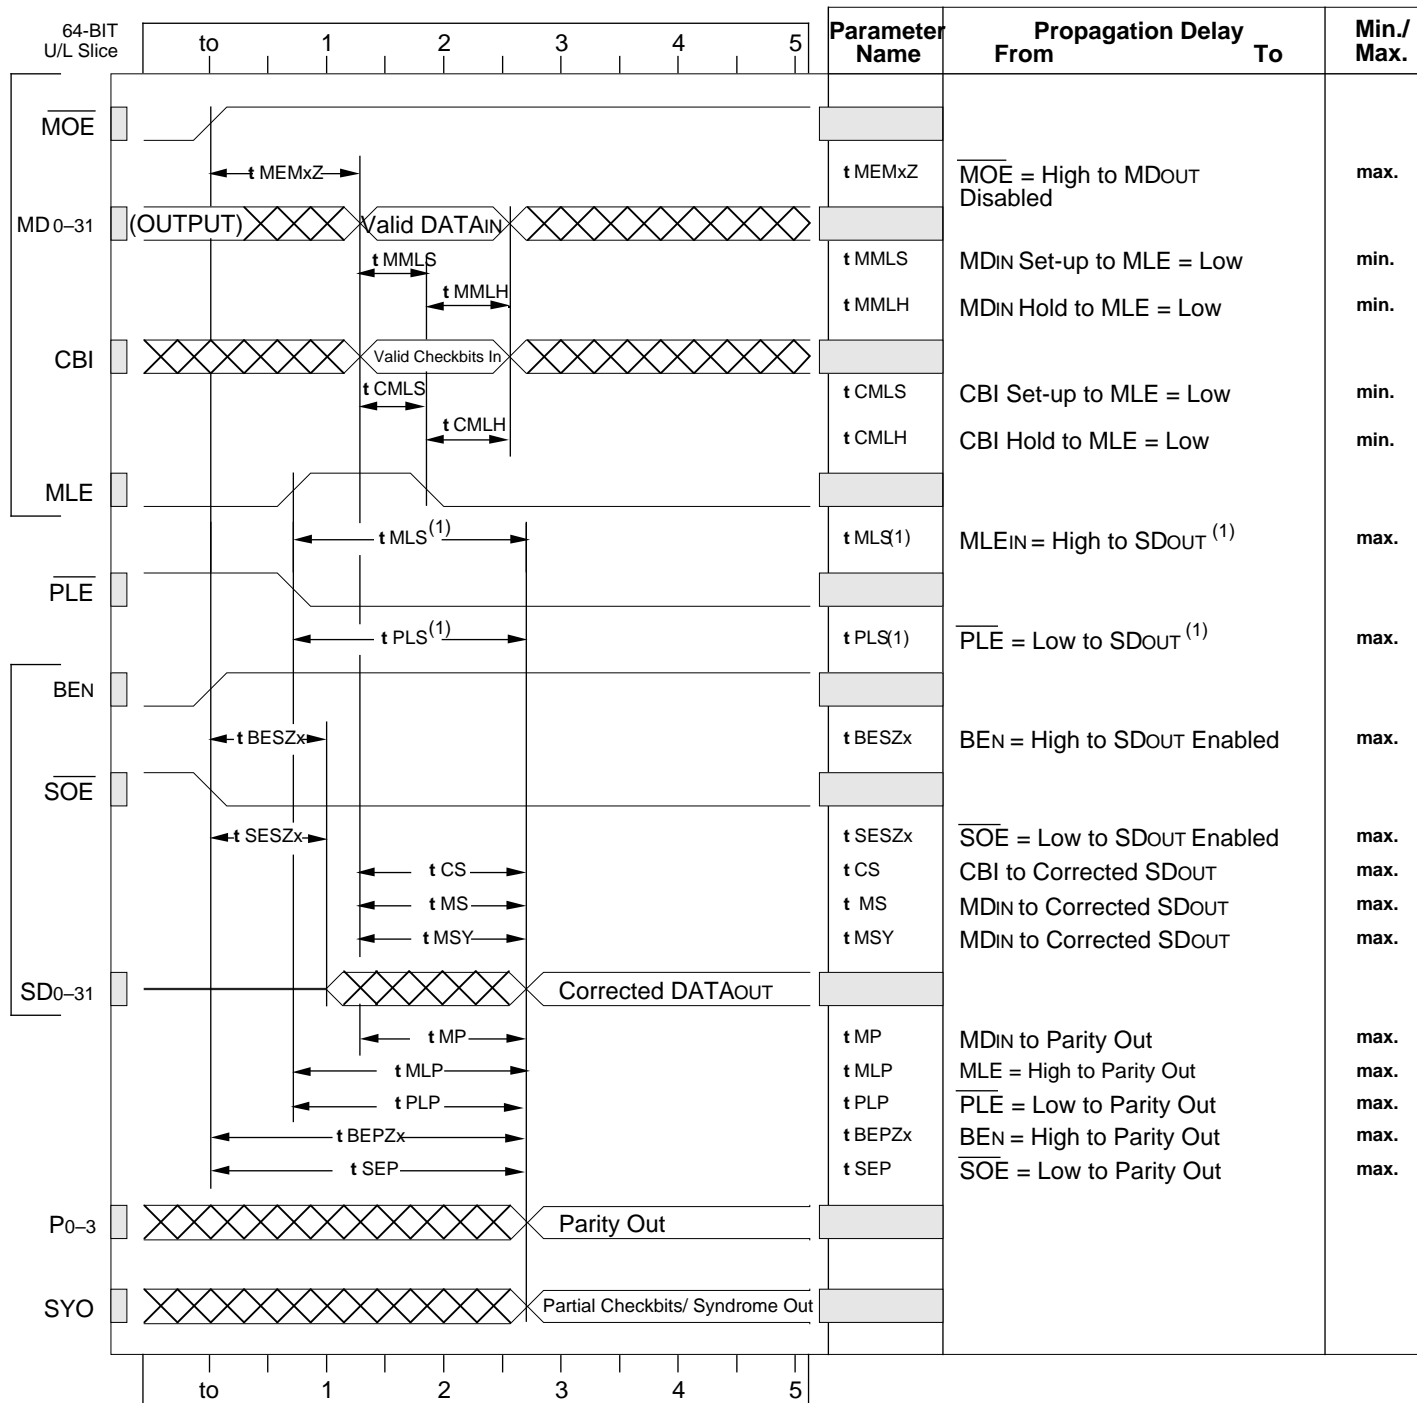 64-BIT
U/L Slice
to 1 2 3 4 5
Parameter Name
Propagation Delay
From To
Min./ Max.
MOE
t MEMxZ
t MEMxZ MOE = High to MDOUT Disabled max.
MD 0–31 (OUTPUT) Valid DATAIN
t MMLS
t MMLS MDIN Set-up to MLE = Low min.
t MMLH
t MMLH MDIN Hold to MLE = Low min.
CBI Valid Checkbits In
t CMLS
t CMLS CBI Set-up to MLE = Low min.
t CMLH
t CMLH CBI Hold to MLE = Low min.
MLE
t MLS(1)
t MLS(1) MLEIN = High to SDOUT (1) max.
PLE
t PLS(1)
t PLS(1) PLE = Low to SDOUT (1) max.
BEN
t BESZx
t BESZx BEN = High to SDOUT Enabled max.
SOE
t SESZx
t SESZx SOE = Low to SDOUT Enabled max.
t CS
t CS CBI to Corrected SDOUT max.
t MS
t MS MDIN to Corrected SDOUT max.
t MSY
t MSY MDIN to Corrected SDOUT max.
SD0–31 Corrected DATAOUT
t MP
t MP MDIN to Parity Out max.
t MLP
t MLP MLE = High to Parity Out max.
t PLP
t PLP PLE = Low to Parity Out max.
t BEPZx
t BEPZx BEN = High to Parity Out max.
t SEP
t SEP SOE = Low to Parity Out max.
P0–3 Parity Out
SYO Partial Checkbits/ Syndrome Out
to 1 2 3 4 5